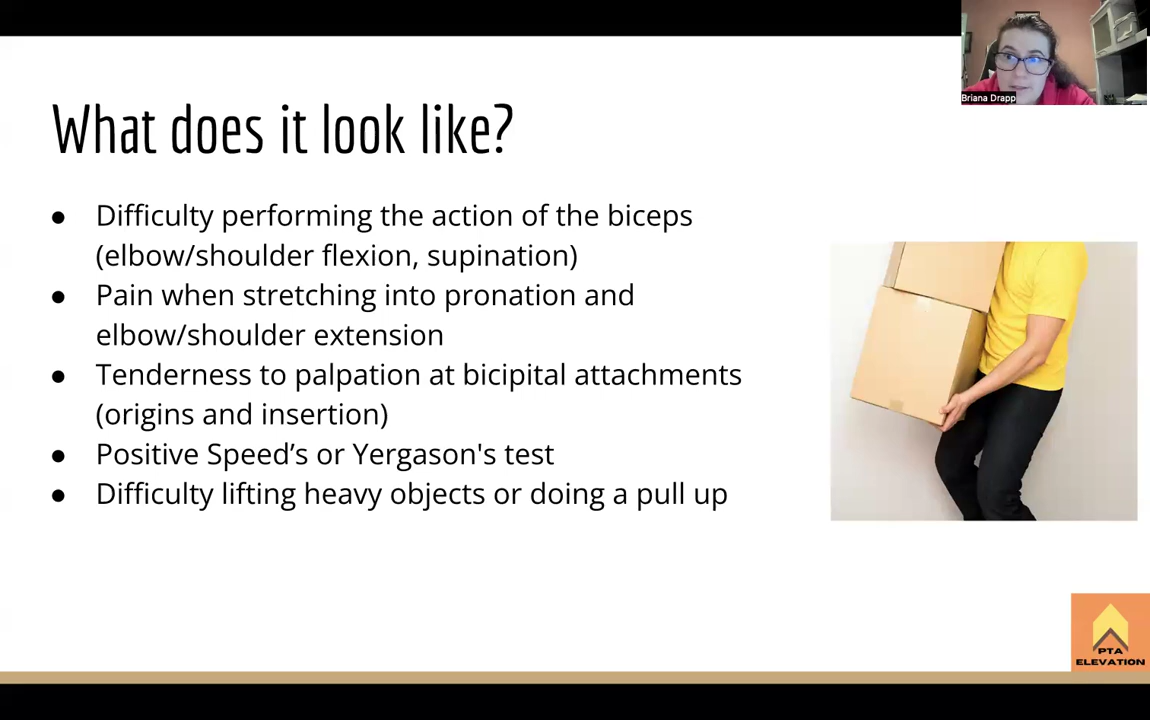 Briana Drapp
What does it look like?
● Difficulty performing the action of the biceps
(elbow/shoulder flexion, supination)
● Pain when stretching into pronation and
elbow/shoulder extension
● Tenderness to palpation at bicipital attachments
(origins and insertion)
● Positive Speed’s or Yergason's test
● Difficulty lifting heavy objects or doing a pull up
PTA
ELEVATION